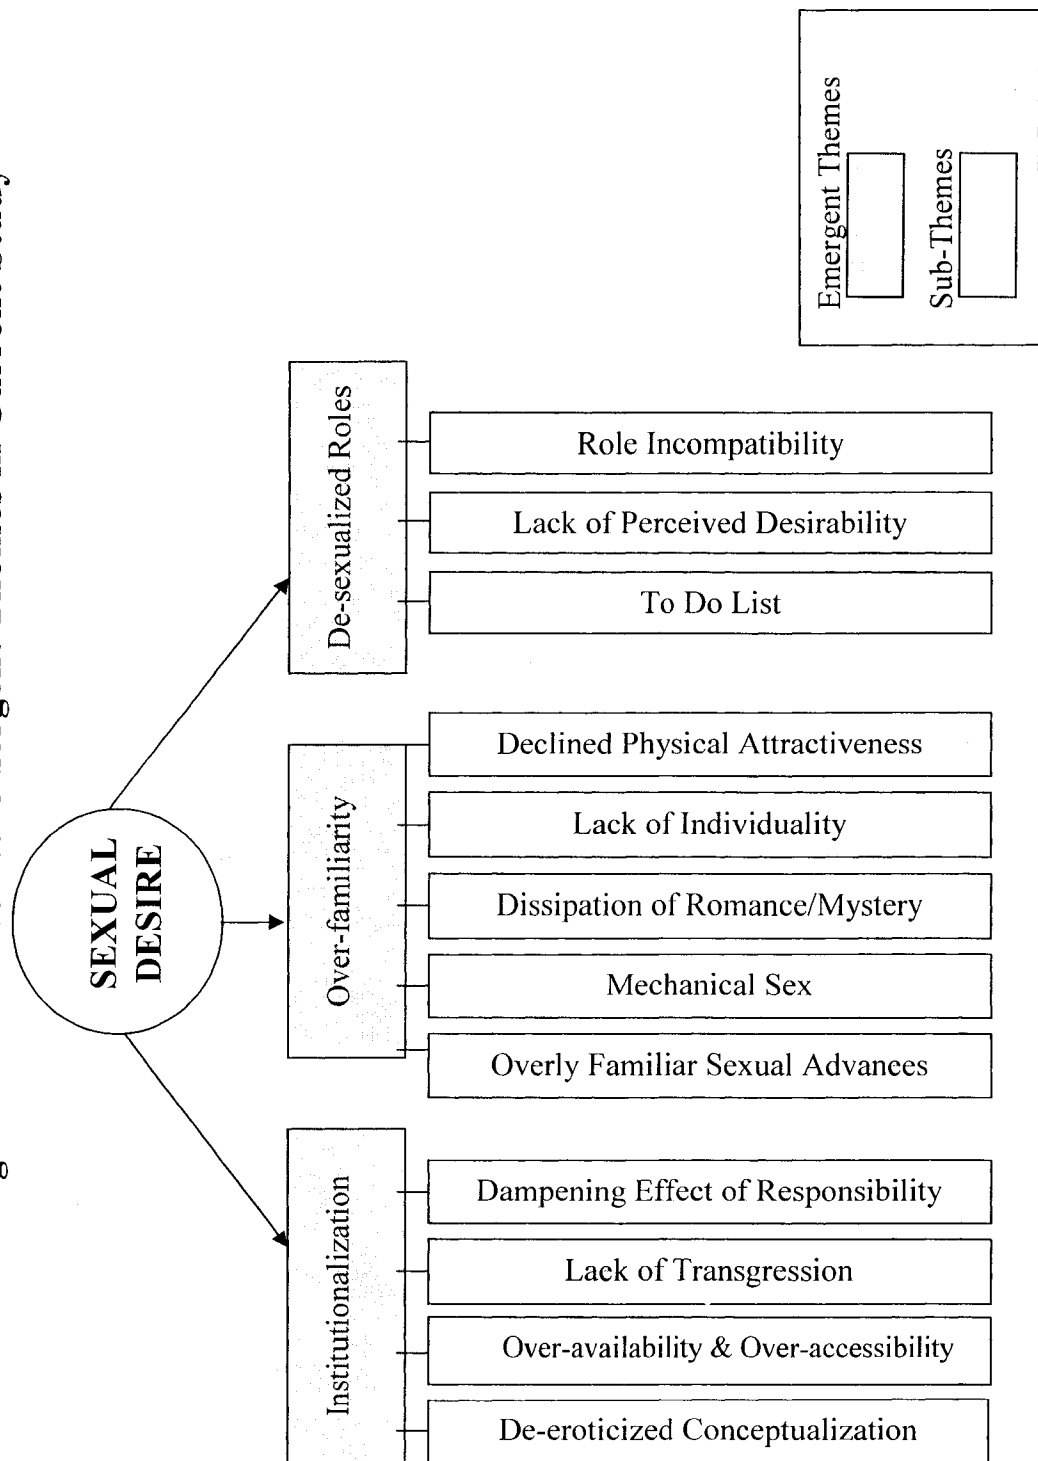 SEXUAL
DESIRE
De-sexualized Roles
Role Incompatibility
Lack of Perceived Desirability
To Do List
Over-familiarity
Declined Physical Attractiveness
Lack of Individuality
Dissipation of Romance/Mystery
Mechanical Sex
Overly Familiar Sexual Advances
Institutionalization
Dampening Effect of Responsibility
Lack of Transgression
Over-availability & Over-accessibility
De-eroticized Conceptualization
Emergent Themes
Sub-Themes